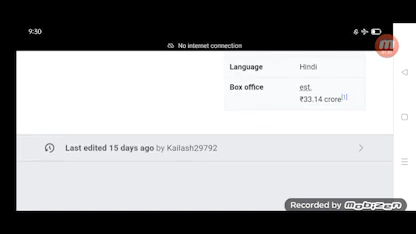 9:30
No internet connection
Language Hindi
Box office est.
₹33.14 crore[1]
Last edited 15 days ago by Kailash29792
Recorded by mobizen